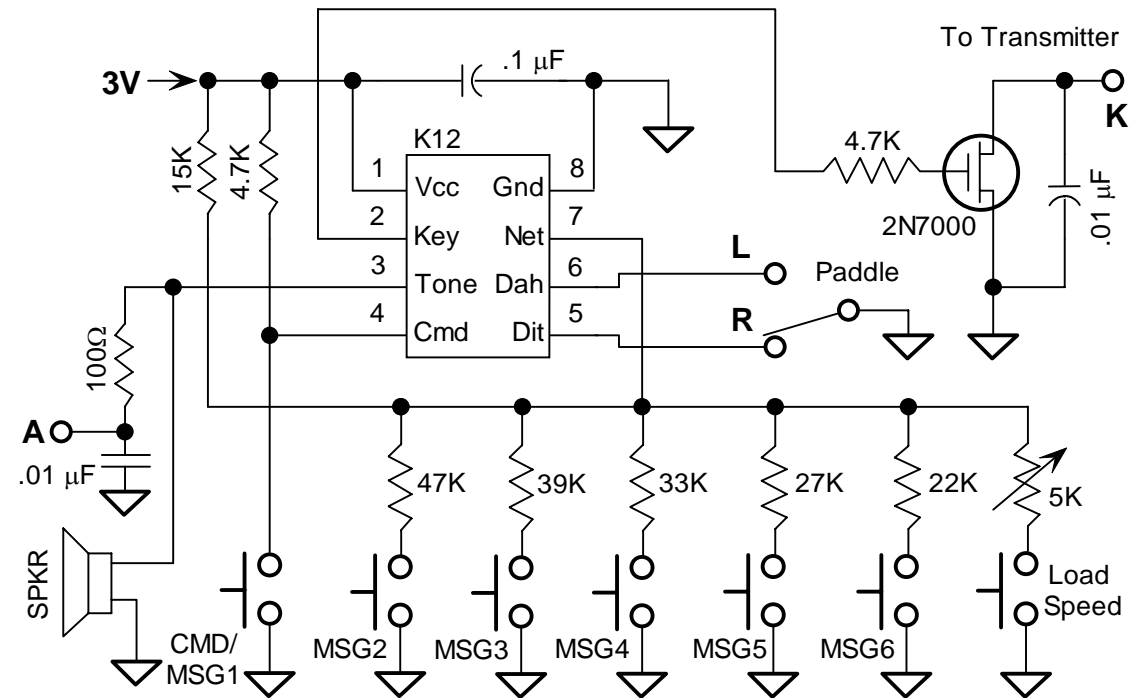 To Transmitter
.1 μF
3V
K
K12
4.7K
15K
4.7K
1
Vcc
Gnd
8
.01 μF
2
Key
Net
7
2N7000
3
Tone
Dah
6
L
Paddle
4
Cmd
Dit
5
R
100Ω
A
.01 μF
47K
39K
33K
27K
22K
5K
SPKR
Load
Speed
CMD/
MSG1
MSG2
MSG3
MSG4
MSG5
MSG6